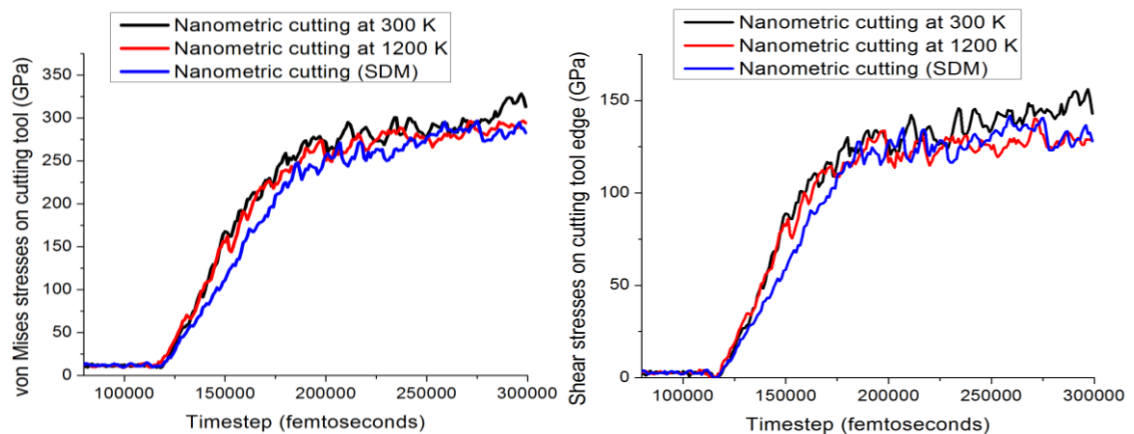 Nanometric cutting at 300 K
Nanometric cutting at 1200 K
Nanometric cutting (SDM)
von Mises stresses on cutting tool (GPa)
350
300
250
200
150
100
50
0
100000 150000 200000 250000 300000
Timestep (femtoseconds)
Nanometric cutting at 300 K
Nanometric cutting at 1200 K
Nanometric cutting (SDM)
Shear stresses on cutting tool edge (GPa)
150
100
50
0
100000 150000 200000 250000 300000
Timestep (femtoseconds)